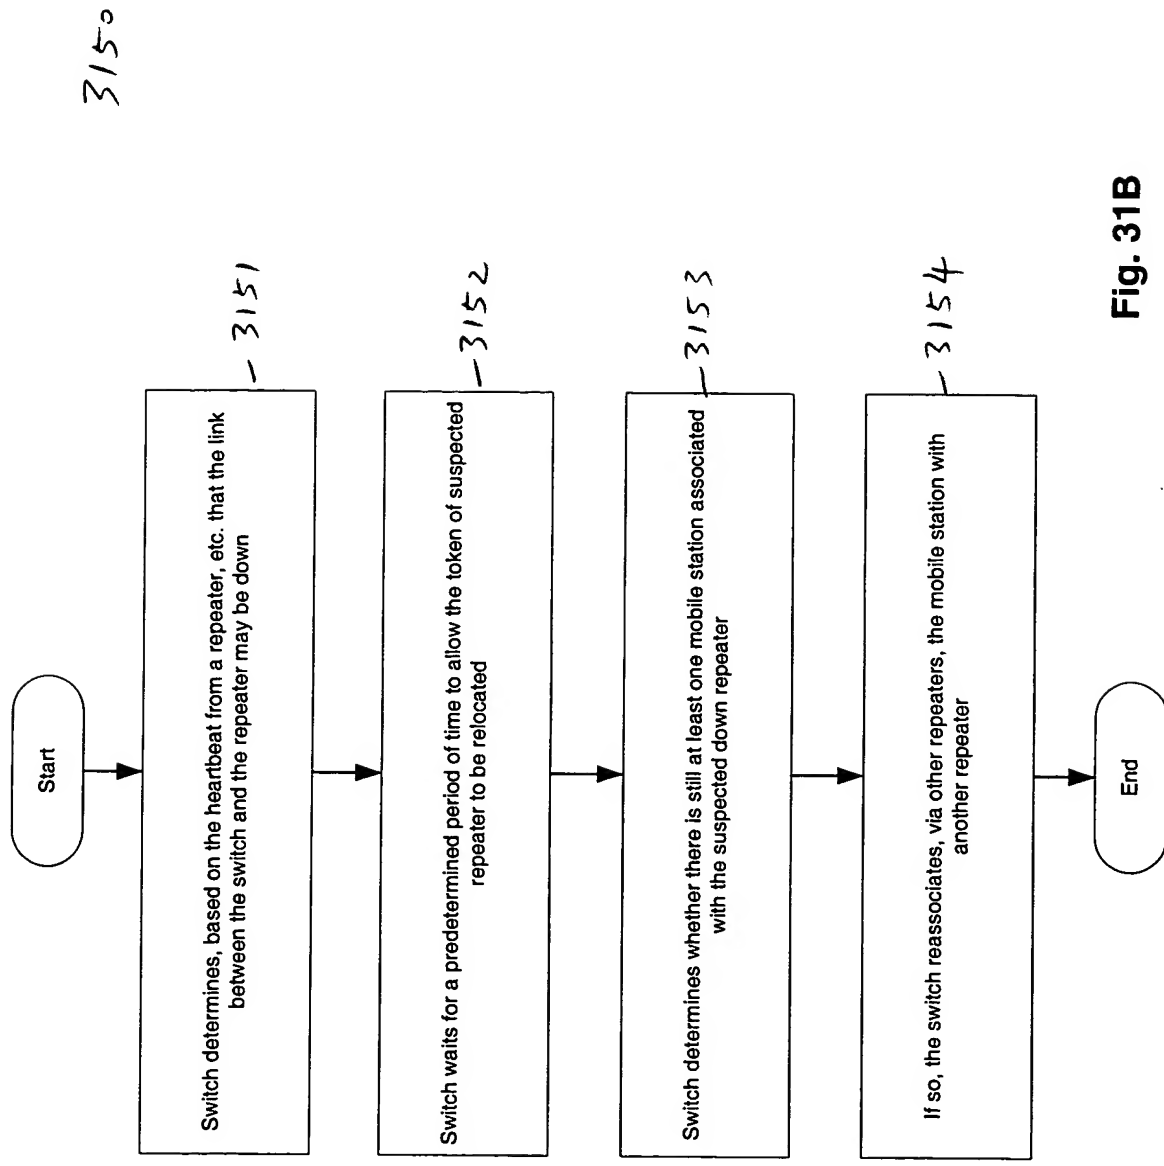 3150
Start
Switch determines, based on the heartbeat from a repeater, etc. that the link
between the switch and the repeater may be down
3151
Switch waits for a predetermined period of time to allow the token of suspected
repeater to be relocated
3152
Switch determines whether there is still at least one mobile station associated
with the suspected down repeater
3153
If so, the switch reassociates, via other repeaters, the mobile station with
another repeater
3154
End
Fig. 31B